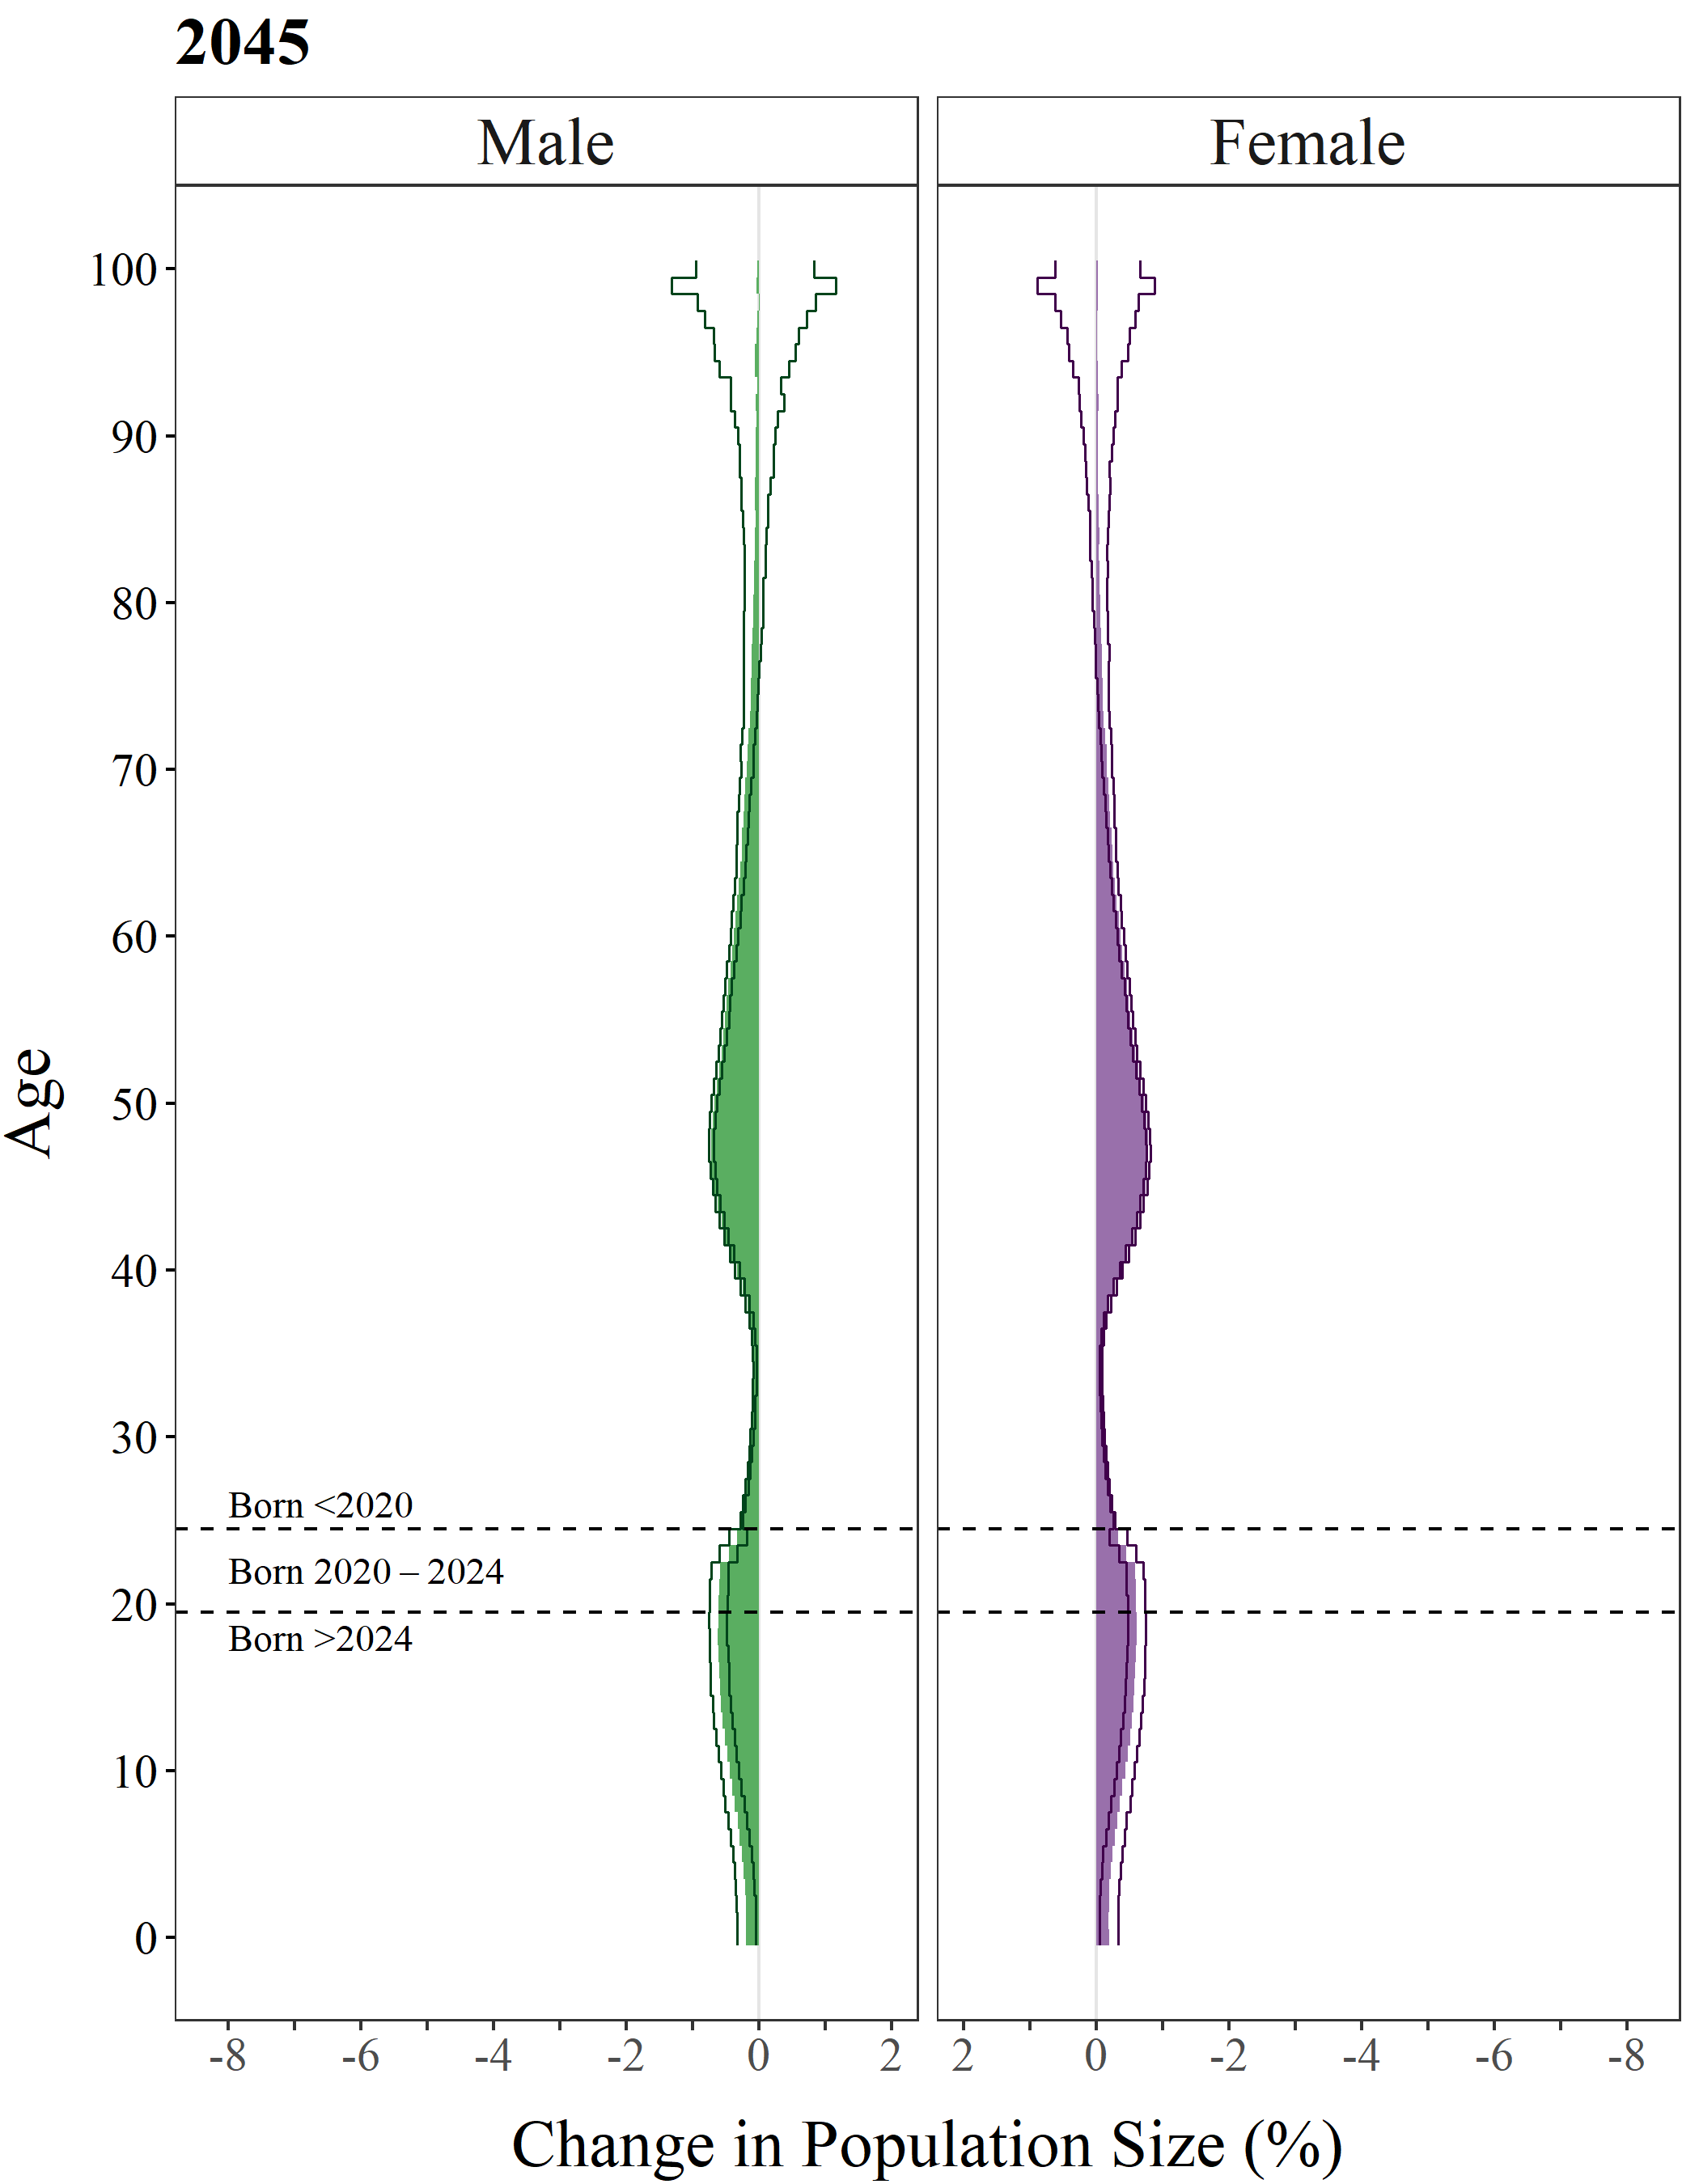 2045
Male
Female
100
90
80
70
60
50
40
30
20
10
0
Age
Born <2020
Born 2020 – 2024
Born >2024
-8 -6 -4 -2 0 2
2 0 -2 -4 -6 -8
Change in Population Size (%)